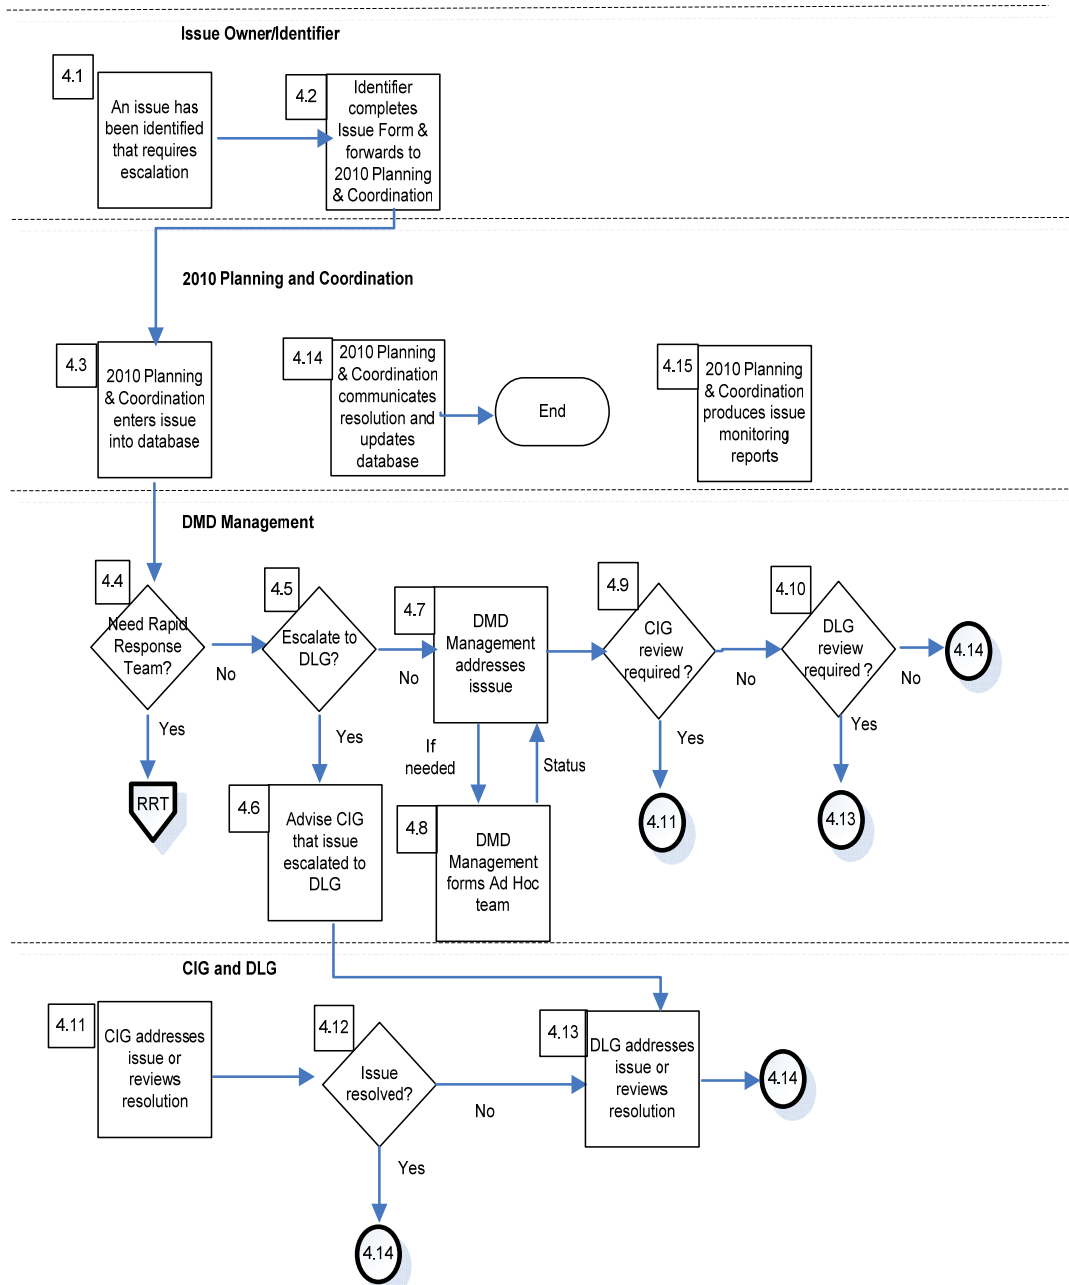 Issue Owner/Identifier
4.1
An issue has
been identified
that requires
escalation
4.2
Identifier
completes
Issue Form &
forwards to
2010 Planning
& Coordination
2010 Planning and Coordination
4.3
2010 Planning
& Coordination
enters issue
into database
4.14
2010 Planning
& Coordination
communicates
resolution and
updates
database
End
4.15
2010 Planning
& Coordination
produces issue
monitoring
reports
DMD Management
4.4
Need Rapid
Response
Team?
No
Yes
RRT
4.5
Escalate to
DLG?
No
Yes
4.6
Advise CIG
that issue
escalated to
DLG
4.7
DMD
Management
addresses
isssue
If
needed
Status
4.8
DMD
Management
forms Ad Hoc
team
4.9
CIG
review
required ?
No
Yes
4.11
4.10
DLG
review
required ?
No
4.14
Yes
4.13
CIG and DLG
4.11
CIG addresses
issue or
reviews
resolution
4.12
Issue
resolved?
No
Yes
4.14
4.13
DLG addresses
issue or
reviews
resolution
4.14